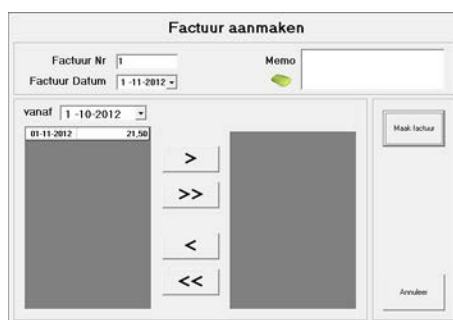 Factuur aanmaken
Factuur Nr 1
Memo
Factuur Datum 1 -11-2012
vanaf 1 -10-2012
01-11-2012 21,50
Maak factuur
>
>>
<
<<
Annuleer